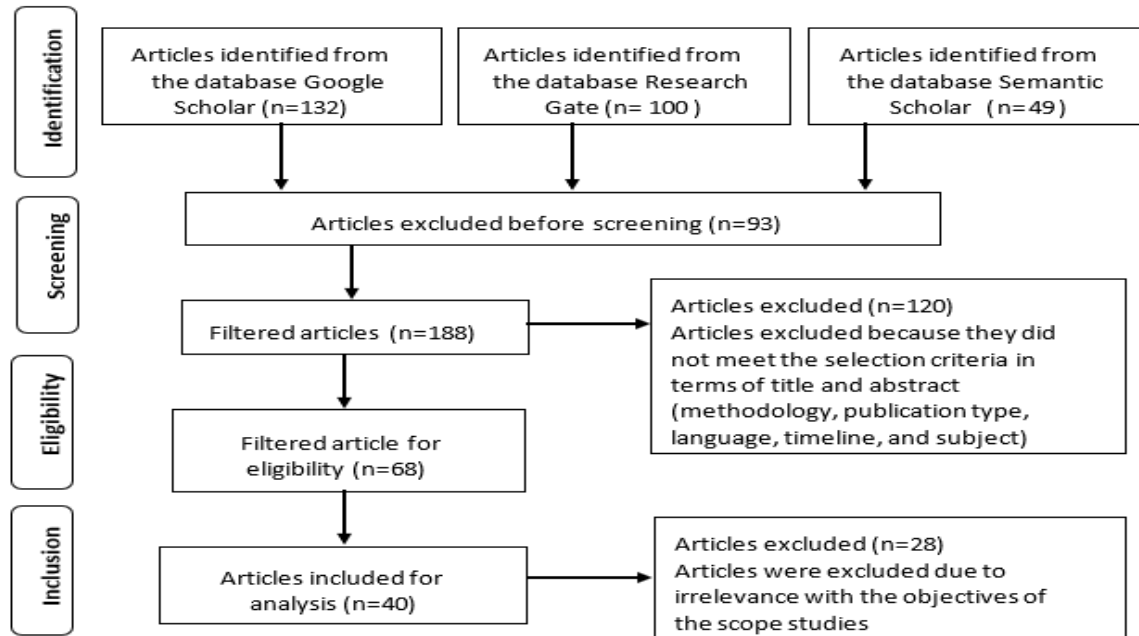 Identification
Articles identified from
the database Google
Scholar (n=132)
Articles identified from
the database Research
Gate (n= 100 )
Articles identified from
the database Semantic
Scholar (n=49)
Screening
Articles excluded before screening (n=93)
Filtered articles (n=188)
Articles excluded (n=120)
Articles excluded because they did
not meet the selection criteria in
terms of title and abstract
(methodology, publication type,
language, timeline, and subject)
Eligibility
Filtered article for
eligibility (n=68)
Inclusion
Articles included for
analysis (n=40)
Articles excluded (n=28)
Articles were excluded due to
irrelevance with the objectives of
the scope studies